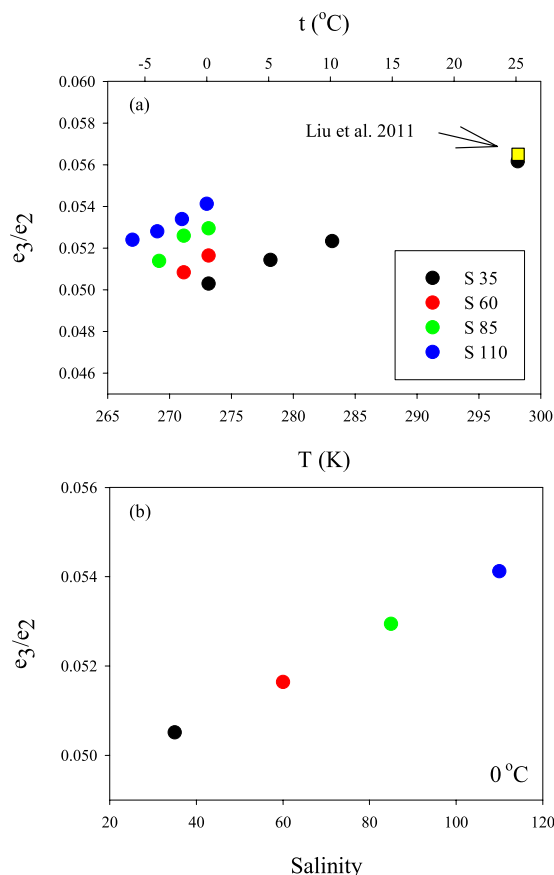 t (°C)
-5 0 5 10 15 20 25
0.060
(a)
0.058
Liu et al. 2011
0.056
0.054
e3/e2
0.052
0.050
0.048
0.046
S 35
S 60
S 85
S 110
265 270 275 280 285 290 295 300
T (K)
0.056
(b)
0.054
e3/e2
0.052
0.050
0 °C
20 40 60 80 100 120
Salinity